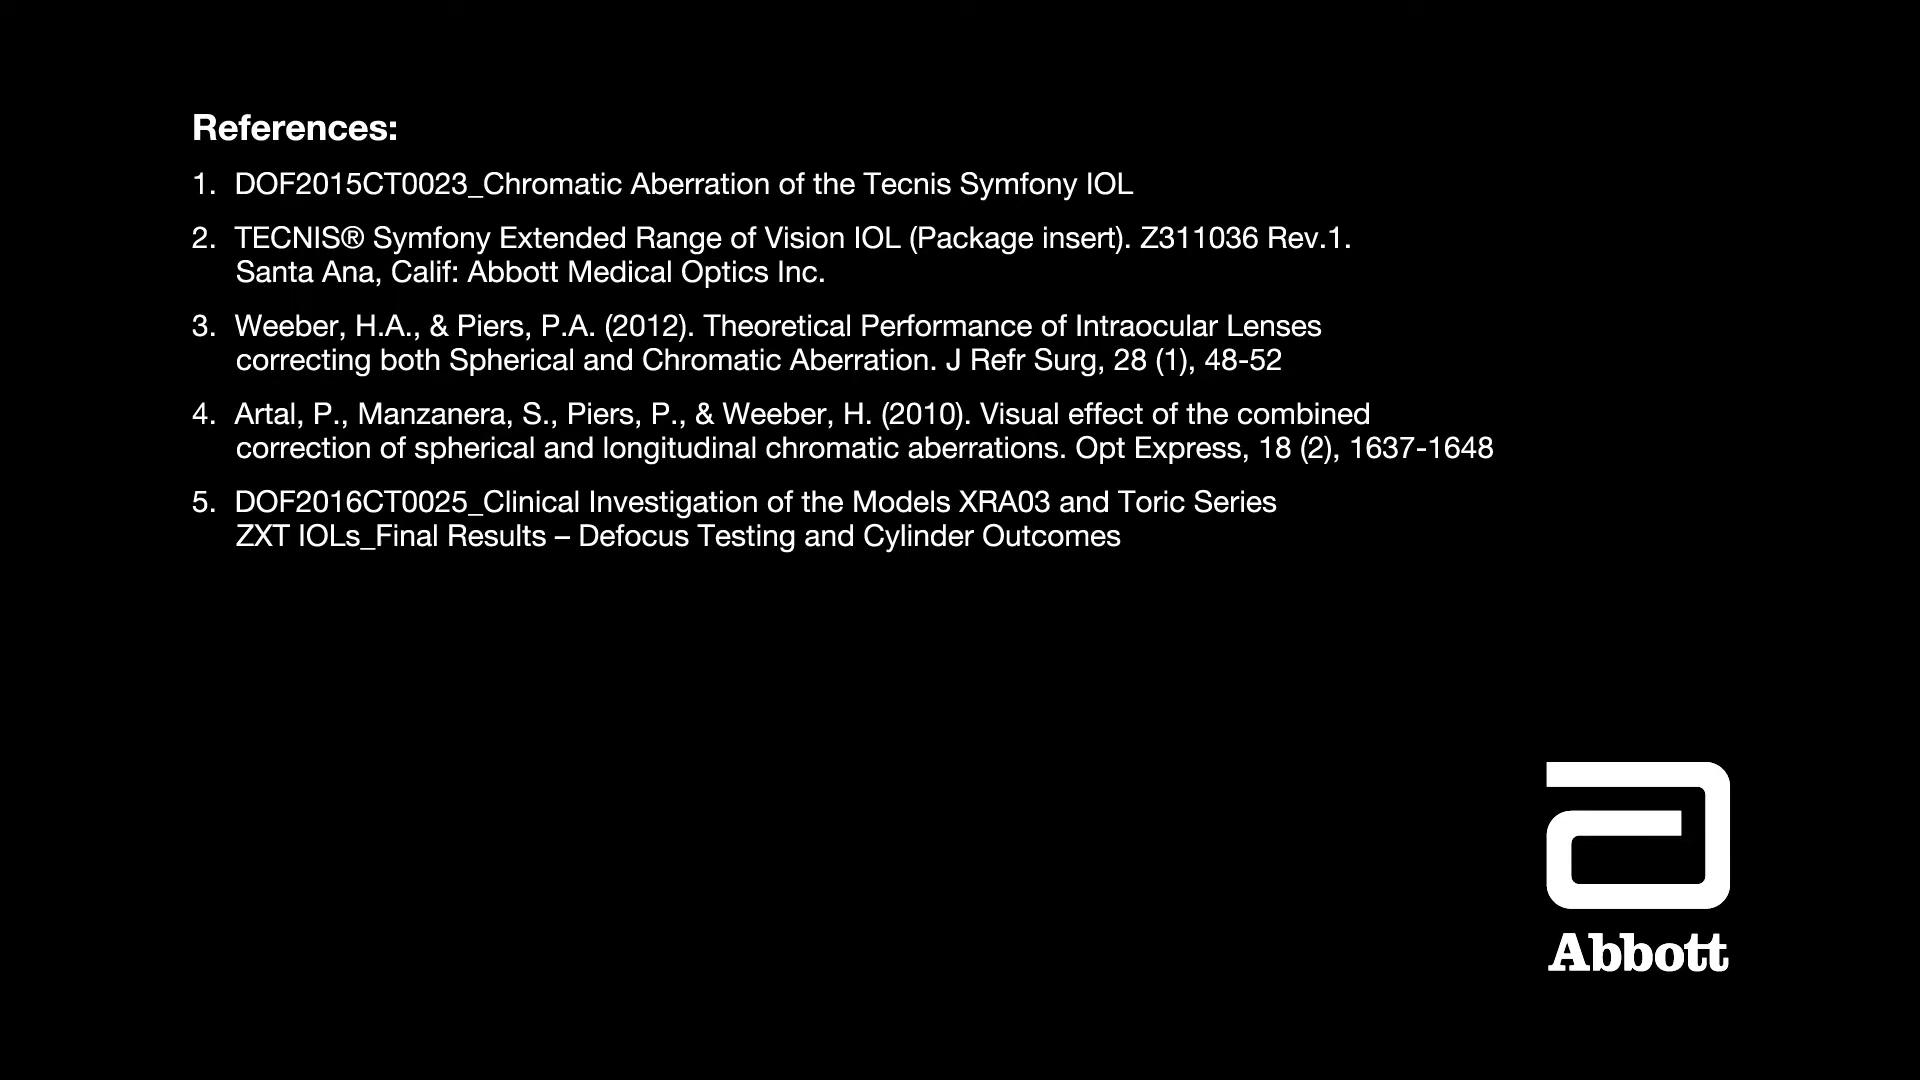 References:
1. DOF2015CT0023_Chromatic Aberration of the Tecnis Symfony IOL
2. TECNIS® Symfony Extended Range of Vision IOL (Package insert). Z311036 Rev.1.
Santa Ana, Calif: Abbott Medical Optics Inc.
3. Weeber, H.A., & Piers, P.A. (2012). Theoretical Performance of Intraocular Lenses
correcting both Spherical and Chromatic Aberration. J Refr Surg, 28 (1), 48-52
4. Artal, P., Manzanera, S., Piers, P., & Weeber, H. (2010). Visual effect of the combined
correction of spherical and longitudinal chromatic aberrations. Opt Express, 18 (2), 1637-1648
5. DOF2016CT0025_Clinical Investigation of the Models XRA03 and Toric Series
ZXT IOLs_Final Results – Defocus Testing and Cylinder Outcomes
Abbott